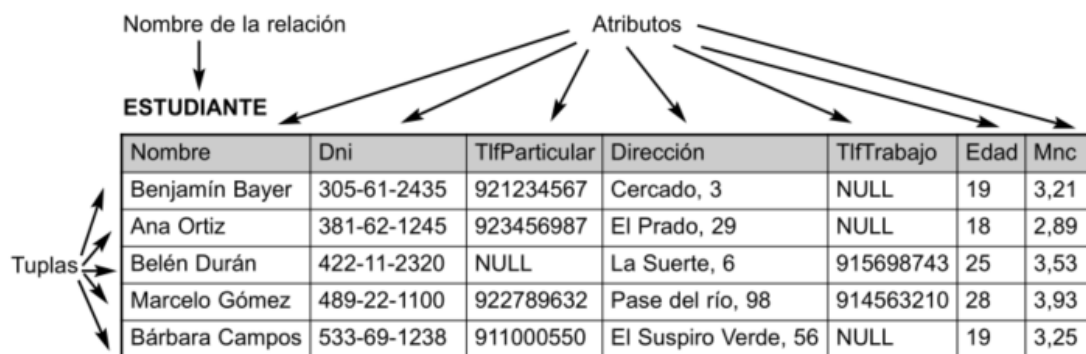 Nombre de la relación
Atributos
ESTUDIANTE
Nombre Dni TlfParticular Dirección TlfTrabajo Edad Mnc
Benjamín Bayer 305-61-2435 921234567 Cercado, 3 NULL 19 3,21
Ana Ortiz 381-62-1245 923456987 El Prado, 29 NULL 18 2,89
Tuplas
Belén Durán 422-11-2320 NULL La Suerte, 6 915698743 25 3,53
Marcelo Gómez 489-22-1100 922789632 Pase del río, 98 914563210 28 3,93
Bárbara Campos 533-69-1238 911000550 El Suspiro Verde, 56 NULL 19 3,25